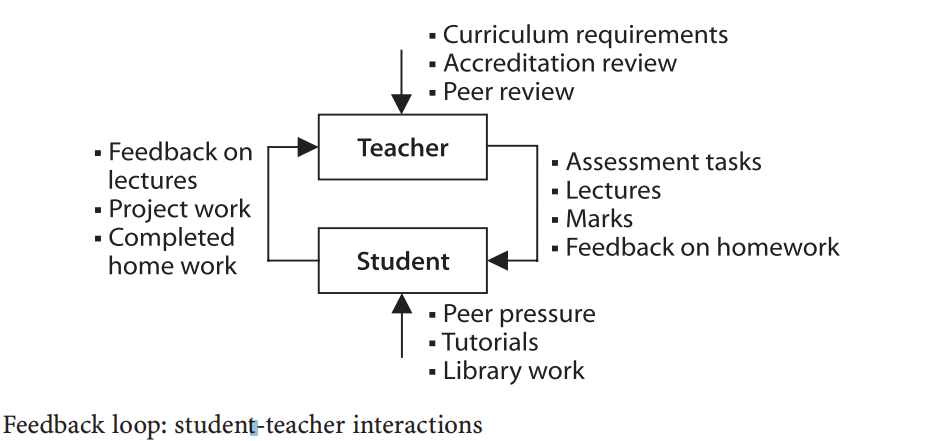 ▪ Curriculum requirements
▪ Accreditation review
▪ Peer review
Teacher
▪ Feedback on
lectures
▪ Project work
▪ Completed
home work
▪ Assessment tasks
▪ Lectures
▪ Marks
▪ Feedback on homework
Student
▪ Peer pressure
▪ Tutorials
▪ Library work
Feedback loop: student-teacher interactions